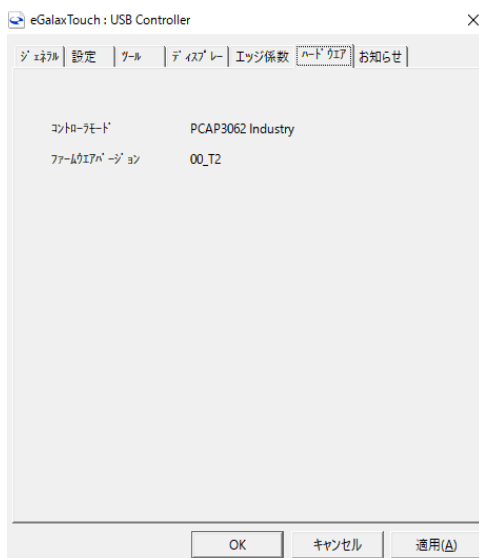 eGalaxTouch : USB Controller
ｼﾞｪﾈﾗﾙ 設定 ﾂｰﾙ ﾃﾞｨｽﾌﾟﾚｰ エッジ係数 ﾊｰﾄﾞｳｴｱ お知らせ
ｺﾝﾄﾛｰﾗﾓｰﾄﾞ PCAP3062 Industry
ﾌｧｰﾑｳｴｱﾊﾞｰｼﾞｮﾝ 00_T2
OK キャンセル 適用(A)